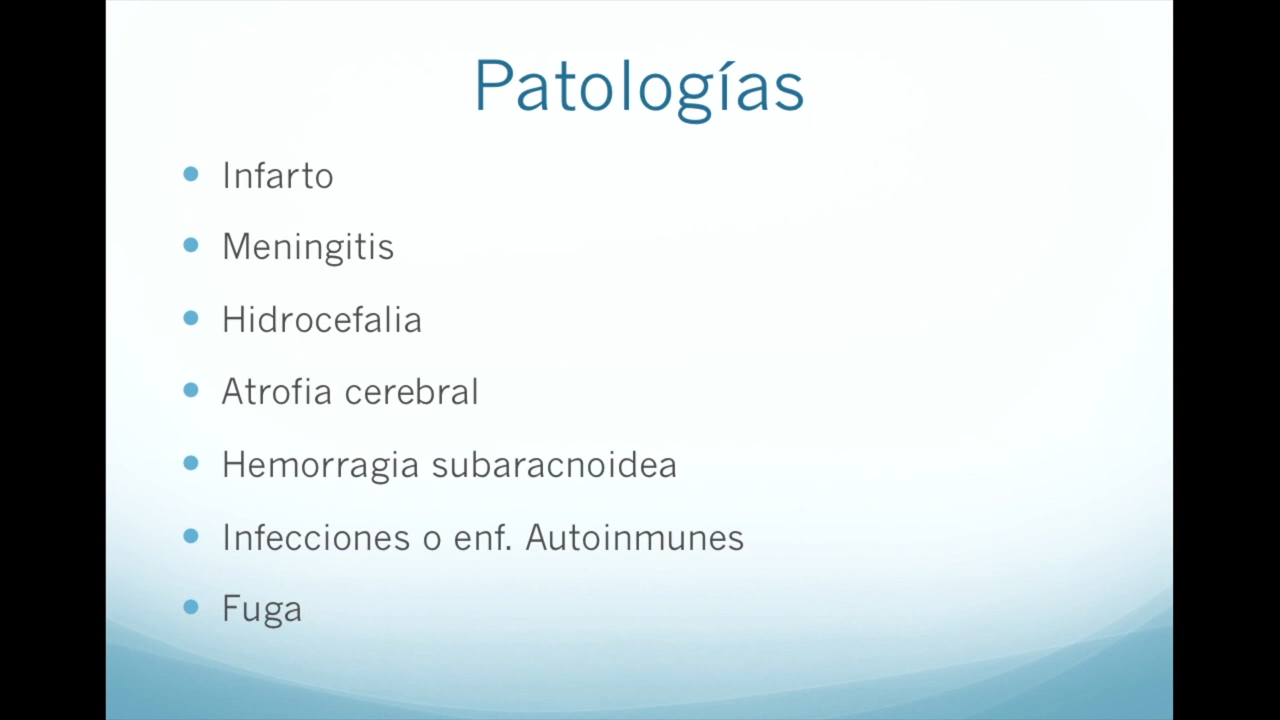 Patologías
Infarto
Meningitis
Hidrocefalia
Atrofia cerebral
Hemorragia subaracnoidea
Infecciones o enf. Autoinmunes
Fuga